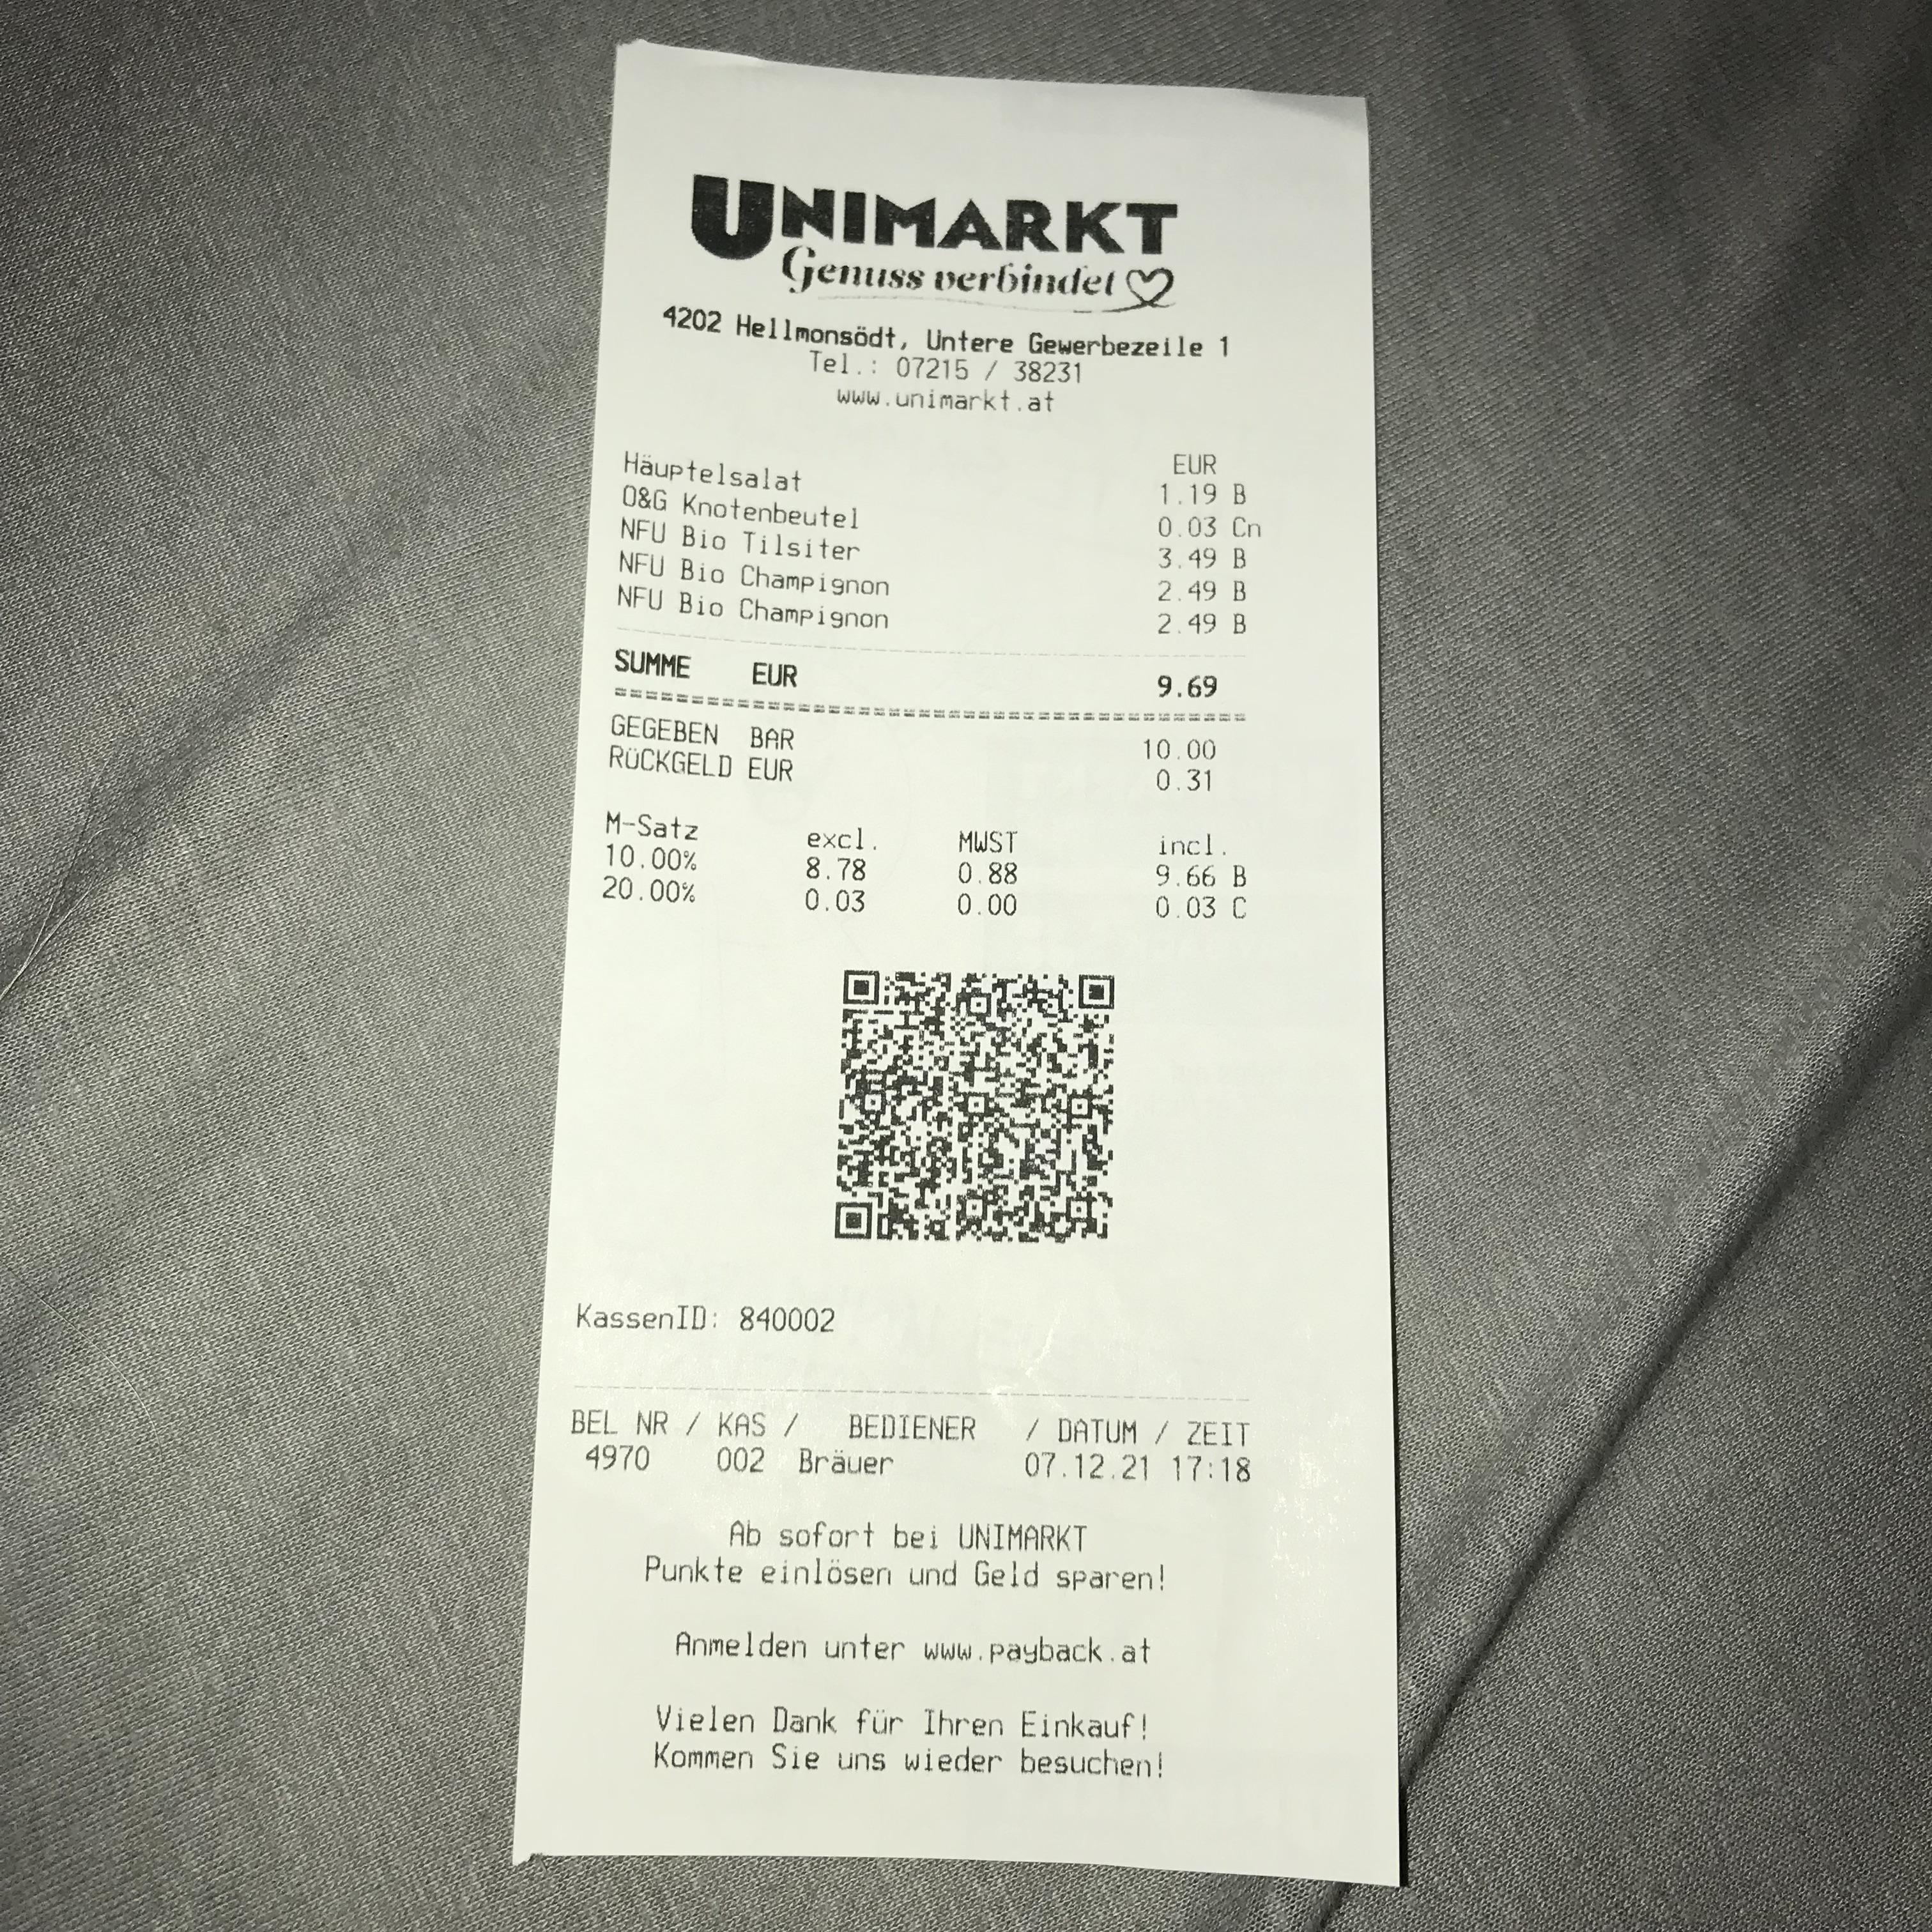 UNIMARKT
Genuss verbindet
4202 Hellmonsödt, Untere Gewerbezeile 1
Tel.: 07215 / 38231
www.unimarkt.at
EUR
Häuptelsalat 1.19 B
O&G Knotenbeutel 0.03 Cn
NFU Bio Tilsiter 3.49 B
NFU Bio Champignon 2.49 B
NFU Bio Champignon 2.49 B
SUMME EUR 9.69
GEGEBEN BAR 10.00
RÜCKGELD EUR 0.31
M-Satz excl. MWST incl.
10.00% 8.78 0.88 9.66 B
20.00% 0.03 0.00 0.03 C
KassenID: 840002
BEL NR / KAS / BEDIENER / DATUM / ZEIT
4970 002 Bräuer 07.12.21 17:18
Ab sofort bei UNIMARKT
Punkte einlösen und Geld sparen!
Anmelden unter www.payback.at
Vielen Dank für Ihren Einkauf!
Kommen Sie uns wieder besuchen!